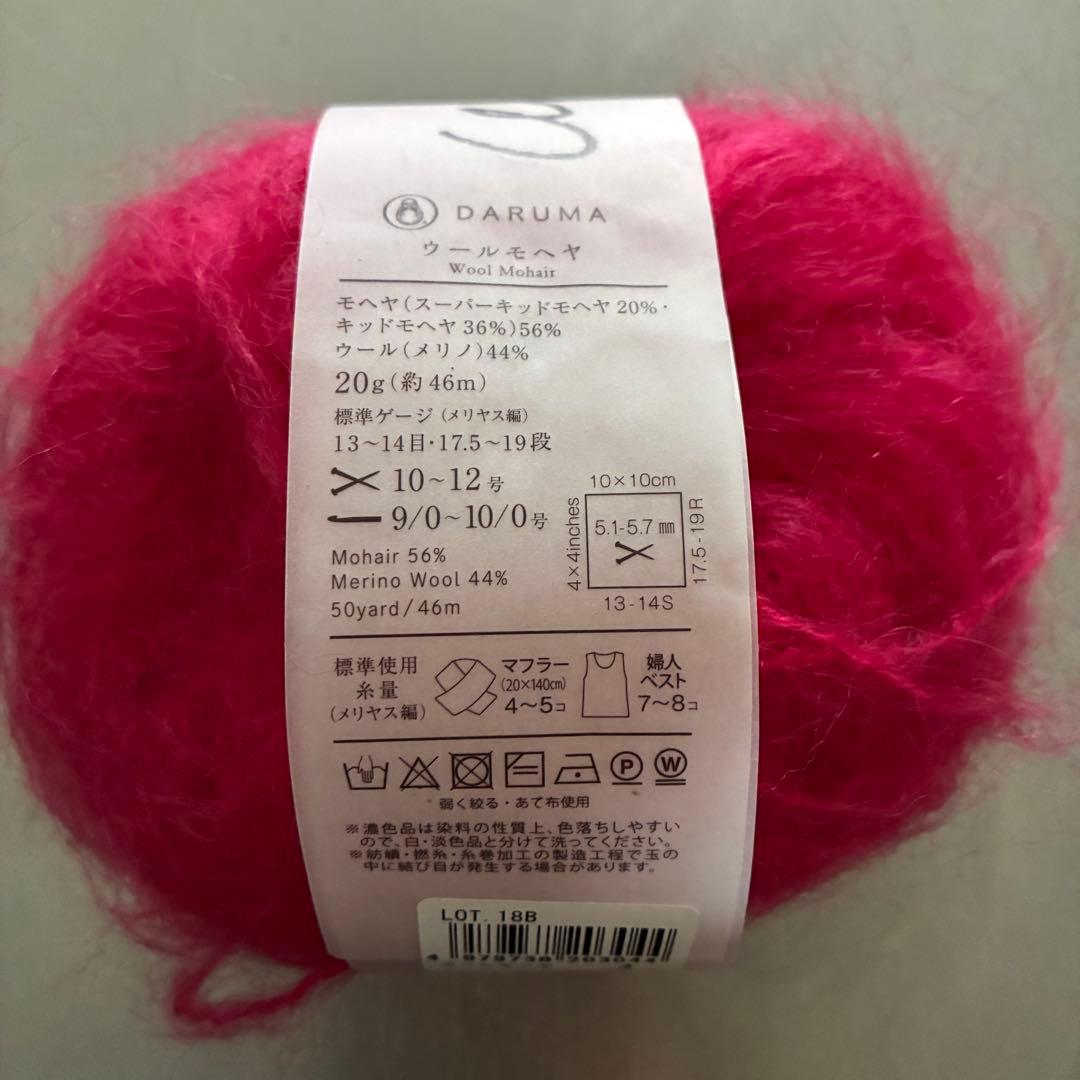 DARUMA
ウールモヘヤ
Wool Mohair
モヘヤ(スーパーキッドモヘヤ 20%・
キッドモヘヤ 36%)56%
ウール(メリノ)44%
20g(約 46m)
標準ゲージ(メリヤス編)
13〜14目・17.5〜19段
10〜12号
9/0〜10/0号
10×10cm
4×4inches
5.1-5.7 mm
17.5-19R
13-14S
Mohair 56%
Merino Wool 44%
50yard/46m
標準使用
糸量
(メリヤス編)
マフラー
(20×140cm)
4〜5コ
婦人
ベスト
7〜8コ
P
W
弱く絞る・あて布使用
※濃色品は染料の性質上、色落ちしやすい
ので、白・淡色品と分けて洗ってください。
※紡績・撚糸・糸巻加工の製造工程で玉の
中に結び目が発生する場合があります。
LOT. 18B